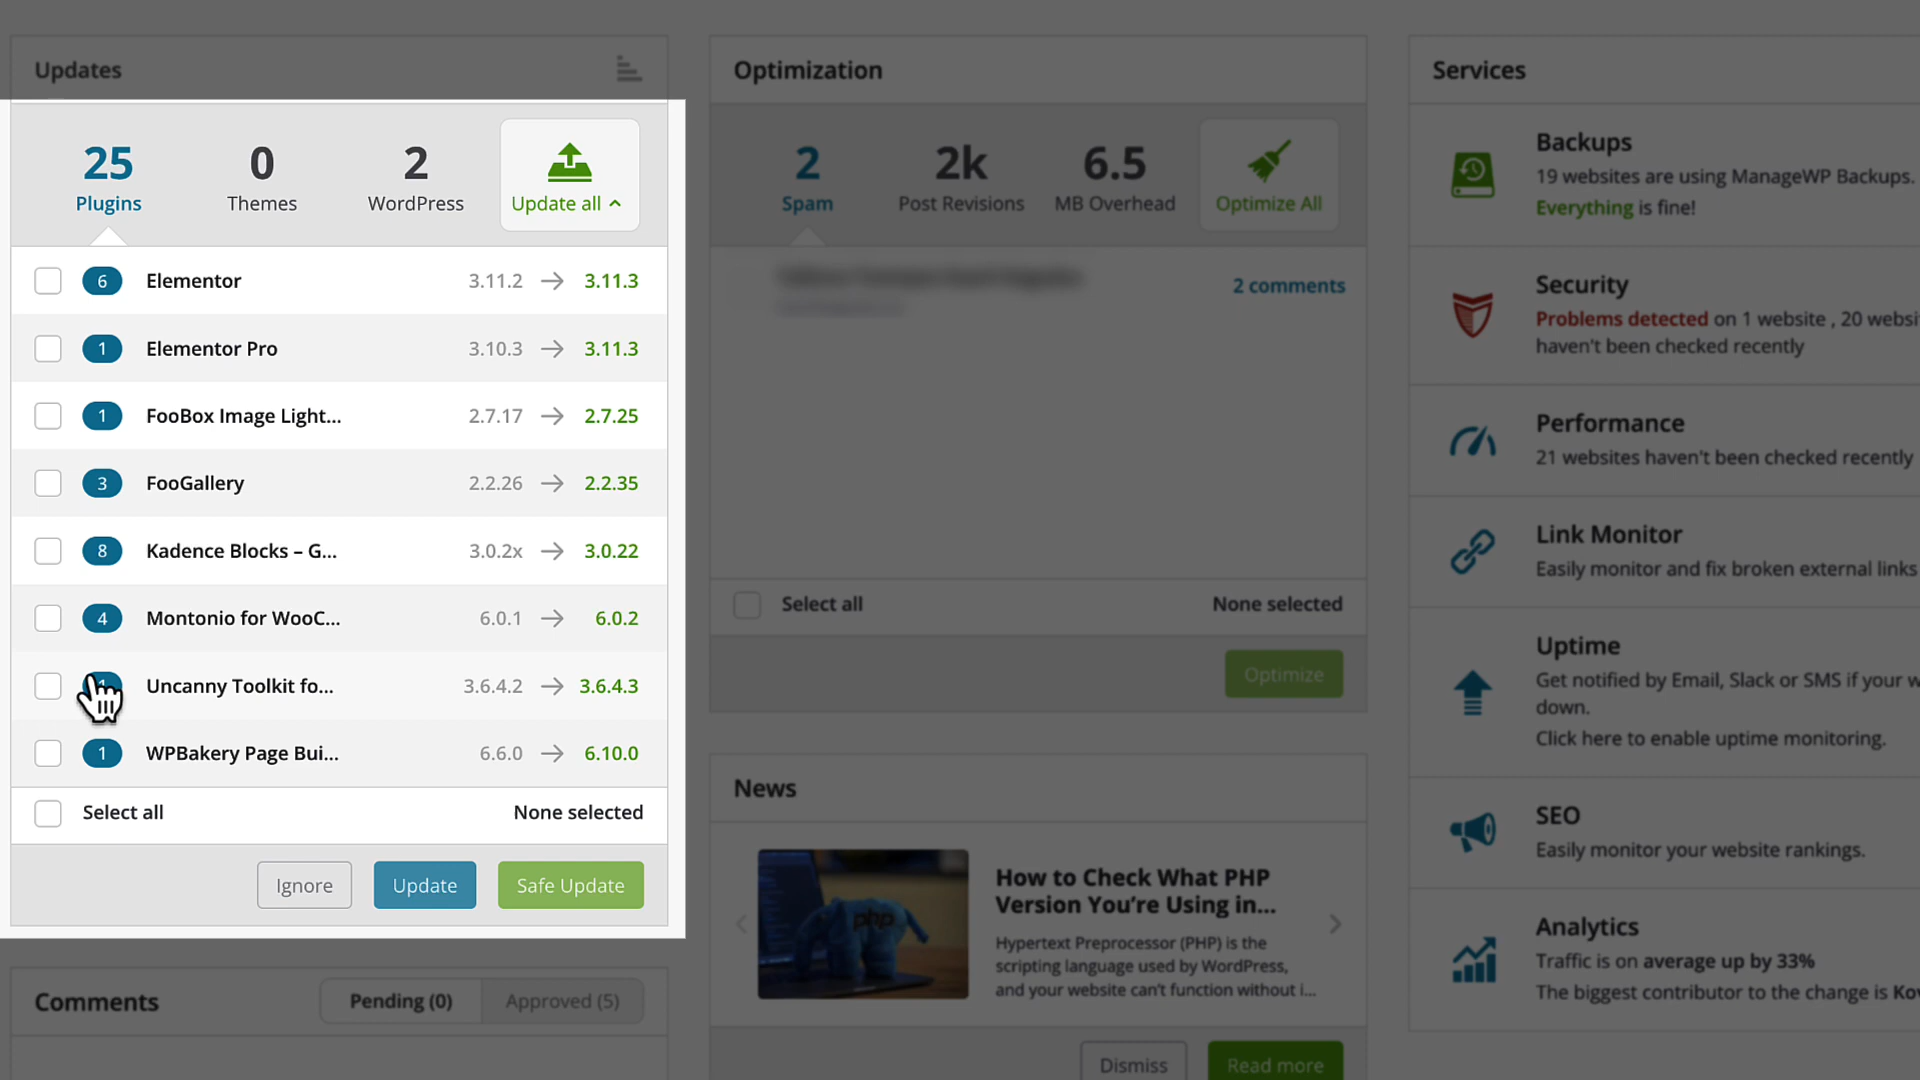 Updates
25
Plugins
0
Themes
2
WordPress
Update all
6 Elementor 3.11.2 → 3.11.3
1 Elementor Pro 3.10.3 → 3.11.3
1 FooBox Image Light... 2.7.17 → 2.7.25
3 FooGallery 2.2.26 → 2.2.35
8 Kadence Blocks – G... 3.0.2x → 3.0.22
4 Montonio for WooC... 6.0.1 → 6.0.2
Uncanny Toolkit fo... 3.6.4.2 → 3.6.4.3
1 WPBakery Page Bui... 6.6.0 → 6.10.0
Select all None selected
Ignore
Update
Safe Update
Comments
Pending (0)
Approved (5)
Optimization
2
Spam
2k
Post Revisions
6.5
MB Overhead
Optimize All
2 comments
Select all None selected
Optimize
News
php
How to Check What PHP
Version You're Using in...
Hypertext Preprocessor (PHP) is the
scripting language used by WordPress,
and your website can't function without i...
Dismiss
Read more
Services
Backups
19 websites are using ManageWP Backups.
Everything is fine!
Security
Problems detected on 1 website , 20 websi
haven't been checked recently
Performance
21 websites haven't been checked recently
Link Monitor
Easily monitor and fix broken external links
Uptime
Get notified by Email, Slack or SMS if your w
down.
Click here to enable uptime monitoring.
SEO
Easily monitor your website rankings.
Analytics
Traffic is on average up by 33%
The biggest contributor to the change is Kov